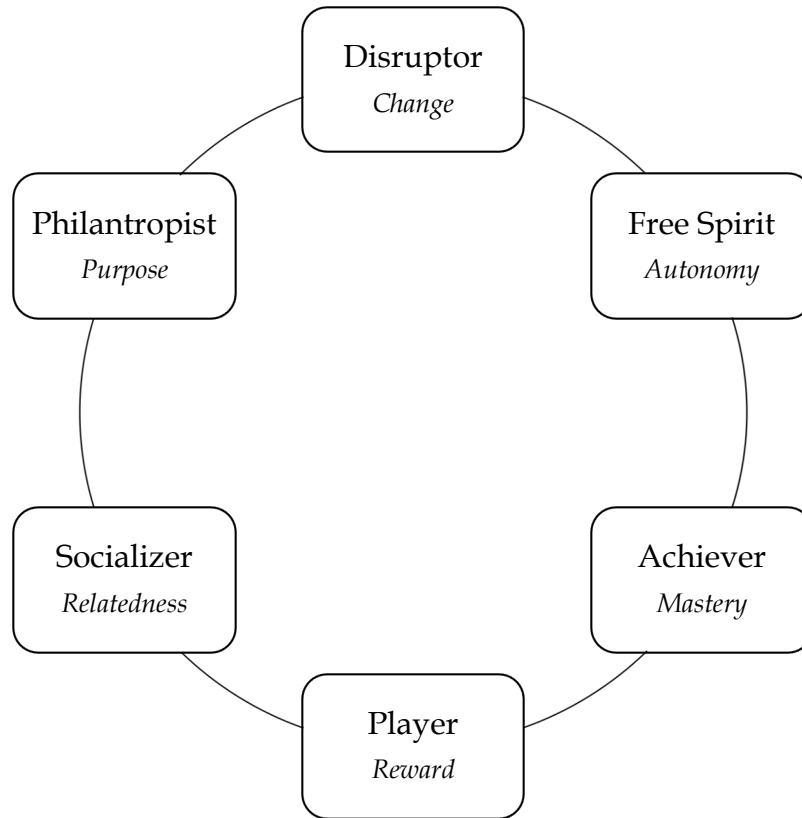 Disruptor
Change
Philantropist
Purpose
Free Spirit
Autonomy
Socializer
Relatedness
Achiever
Mastery
Player
Reward